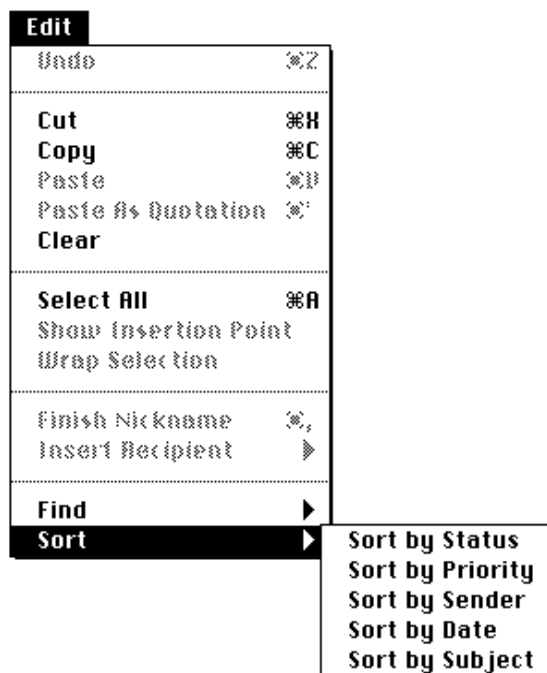 Edit
Undo ⌘Z
Cut ⌘X
Copy ⌘C
Paste ⌘V
Paste As Quotation ⌘'
Clear
Select All ⌘A
Show Insertion Point
Wrap Selection
Finish Nickname ⌘,
Insert Recipient
Find
Sort
Sort by Status
Sort by Priority
Sort by Sender
Sort by Date
Sort by Subject